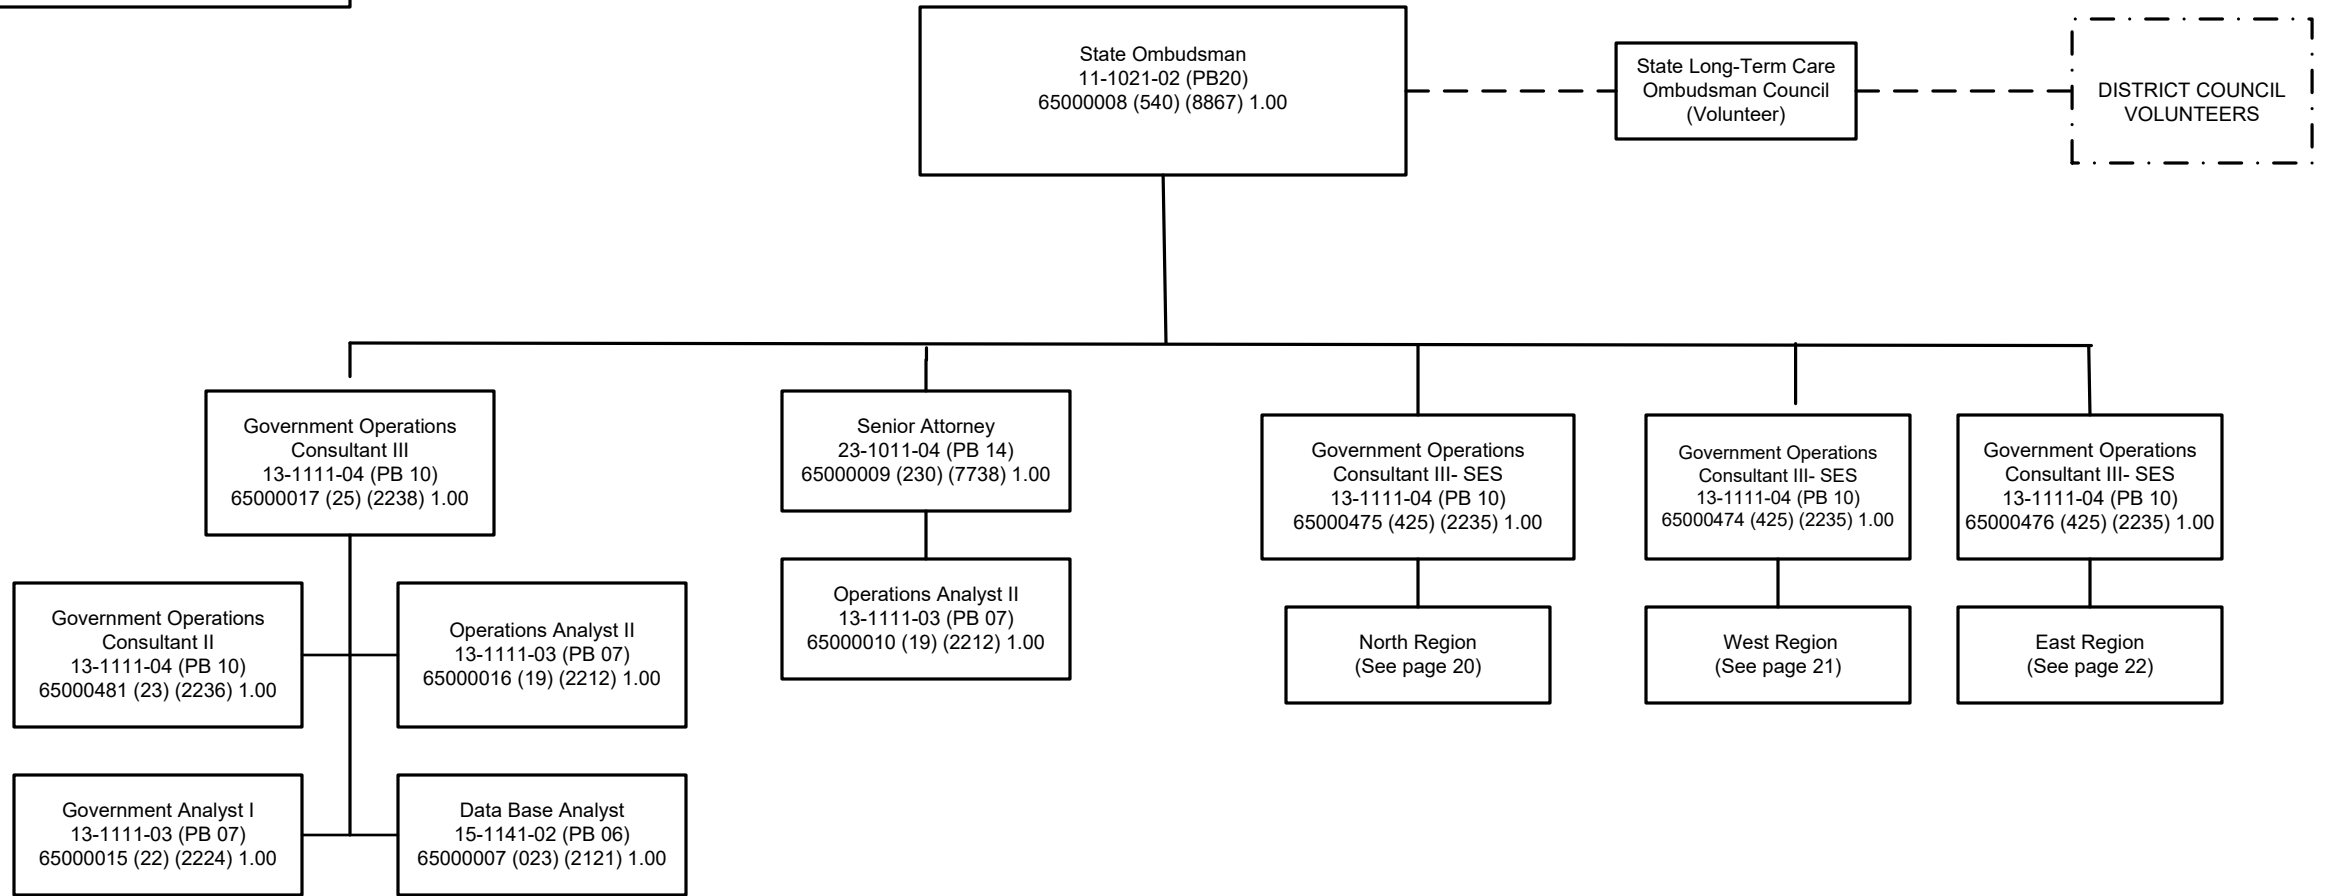 State Ombudsman
11-1021-02 (PB20)
65000008 (540) (8867) 1.00
State Long-Term Care
Ombudsman Council
(Volunteer)
DISTRICT COUNCIL
VOLUNTEERS
Government Operations
Consultant III
13-1111-04 (PB 10)
65000017 (25) (2238) 1.00
Senior Attorney
23-1011-04 (PB 14)
65000009 (230) (7738) 1.00
Government Operations
Consultant III- SES
13-1111-04 (PB 10)
65000475 (425) (2235) 1.00
Government Operations
Consultant III- SES
13-1111-04 (PB 10)
65000474 (425) (2235) 1.00
Government Operations
Consultant III- SES
13-1111-04 (PB 10)
65000476 (425) (2235) 1.00
Government Operations
Consultant II
13-1111-04 (PB 10)
65000481 (23) (2236) 1.00
Operations Analyst II
13-1111-03 (PB 07)
65000016 (19) (2212) 1.00
Operations Analyst II
13-1111-03 (PB 07)
65000010 (19) (2212) 1.00
North Region
(See page 20)
West Region
(See page 21)
East Region
(See page 22)
Government Analyst I
13-1111-03 (PB 07)
65000015 (22) (2224) 1.00
Data Base Analyst
15-1141-02 (PB 06)
65000007 (023) (2121) 1.00